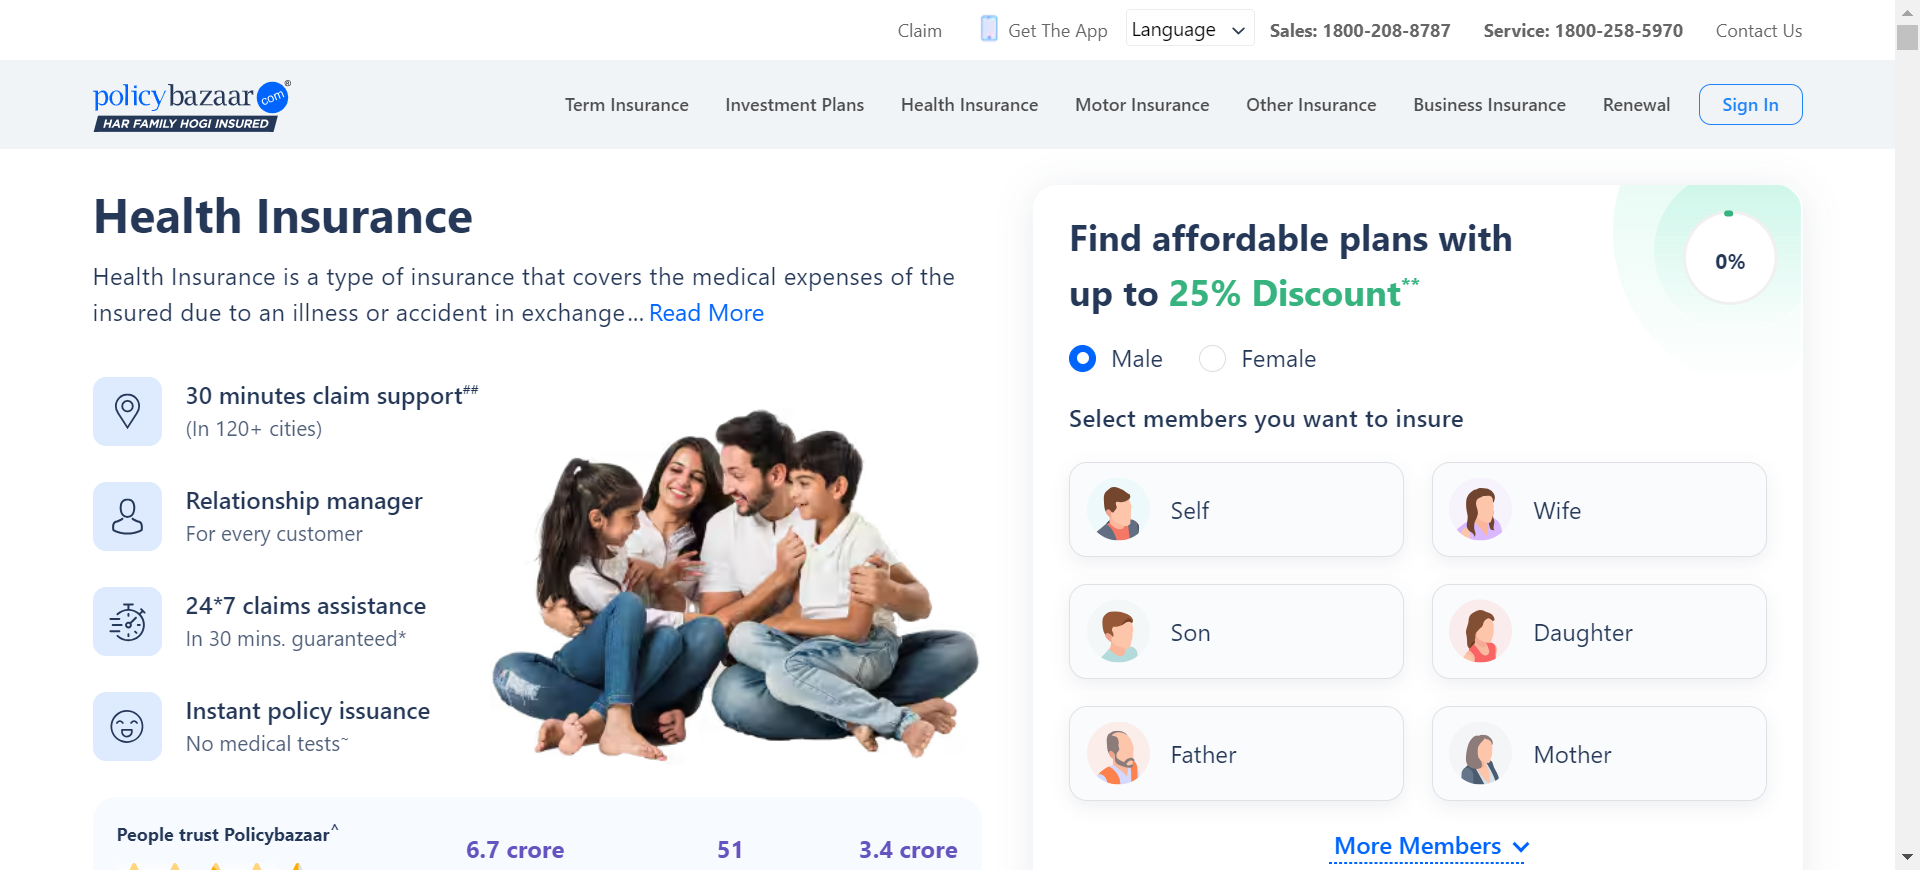 Claim
Get The App
Language
Sales: 1800-208-8787
Service: 1800-258-5970
Contact Us
policybazaar.com®
HAR FAMILY HOGI INSURED
Term Insurance
Investment Plans
Health Insurance
Motor Insurance
Other Insurance
Business Insurance
Renewal
Sign In
Health Insurance
Health Insurance is a type of insurance that covers the medical expenses of the
insured due to an illness or accident in exchange... Read More
30 minutes claim support##
(In 120+ cities)
Relationship manager
For every customer
24*7 claims assistance
In 30 mins. guaranteed*
Instant policy issuance
No medical tests~
People trust Policybazaar^
6.7 crore
51
3.4 crore
Find affordable plans with
up to 25% Discount**
0%
Male
Female
Select members you want to insure
Self
Wife
Son
Daughter
Father
Mother
More Members